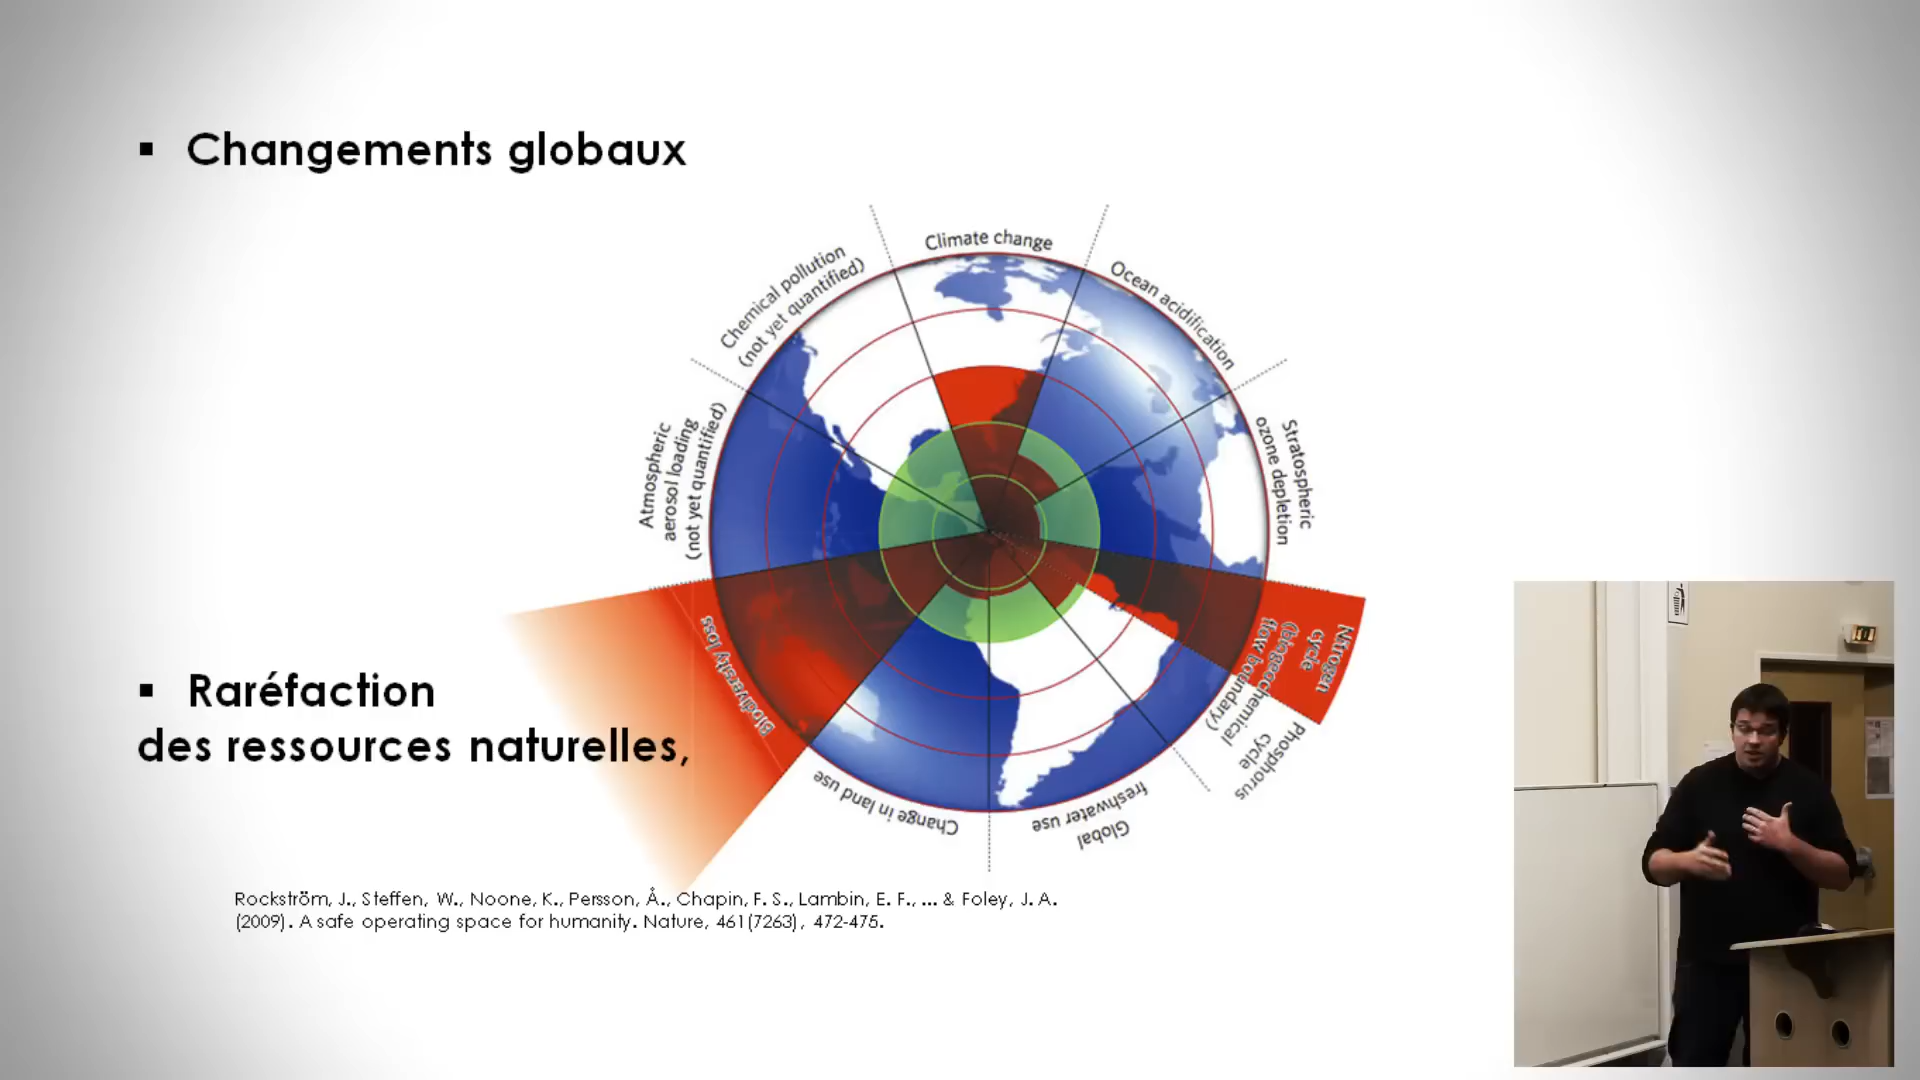 ▪ Changements globaux
Climate change
Ocean acidification
Stratospheric
ozone depletion
Nitrogen
cycle
(biogeochemical
flow boundary)
Phosphorus
cycle
Global
freshwater use
Change in land use
Biodiversity loss
Atmospheric
aerosol loading
(not yet quantified)
Chemical pollution
(not yet quantified)
▪ Raréfaction
des ressources naturelles,
Rockström, J., Steffen, W., Noone, K., Persson, Å., Chapin, F. S., Lambin, E. F., ... & Foley, J. A.
(2009). A safe operating space for humanity. Nature, 461(7263), 472-475.